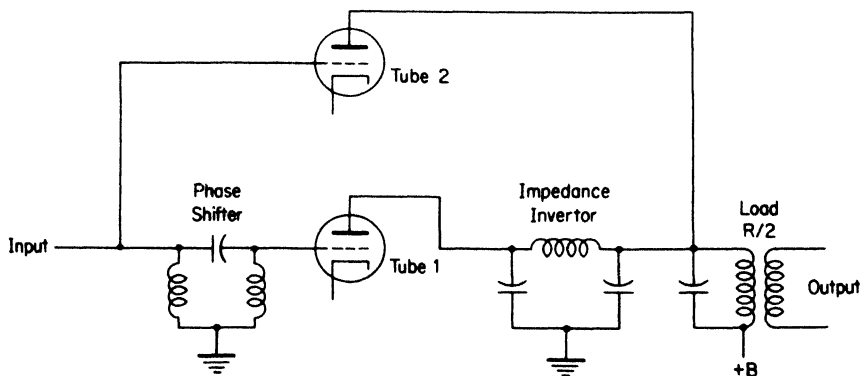 Tube 2
Phase
Shifter
Impedance
Invertor
Load
R/2
Input
Tube 1
Output
+B